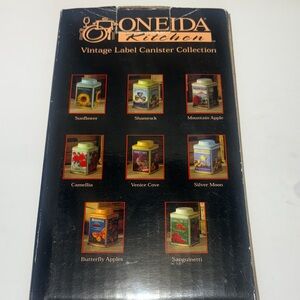 ONEIDA
Kitchen
Vintage Label Canister Collection
Sunflower Shamrock Mountain Apple
Camellia Venice Cove Silver Moon
Butterfly Apples Sanguinetti